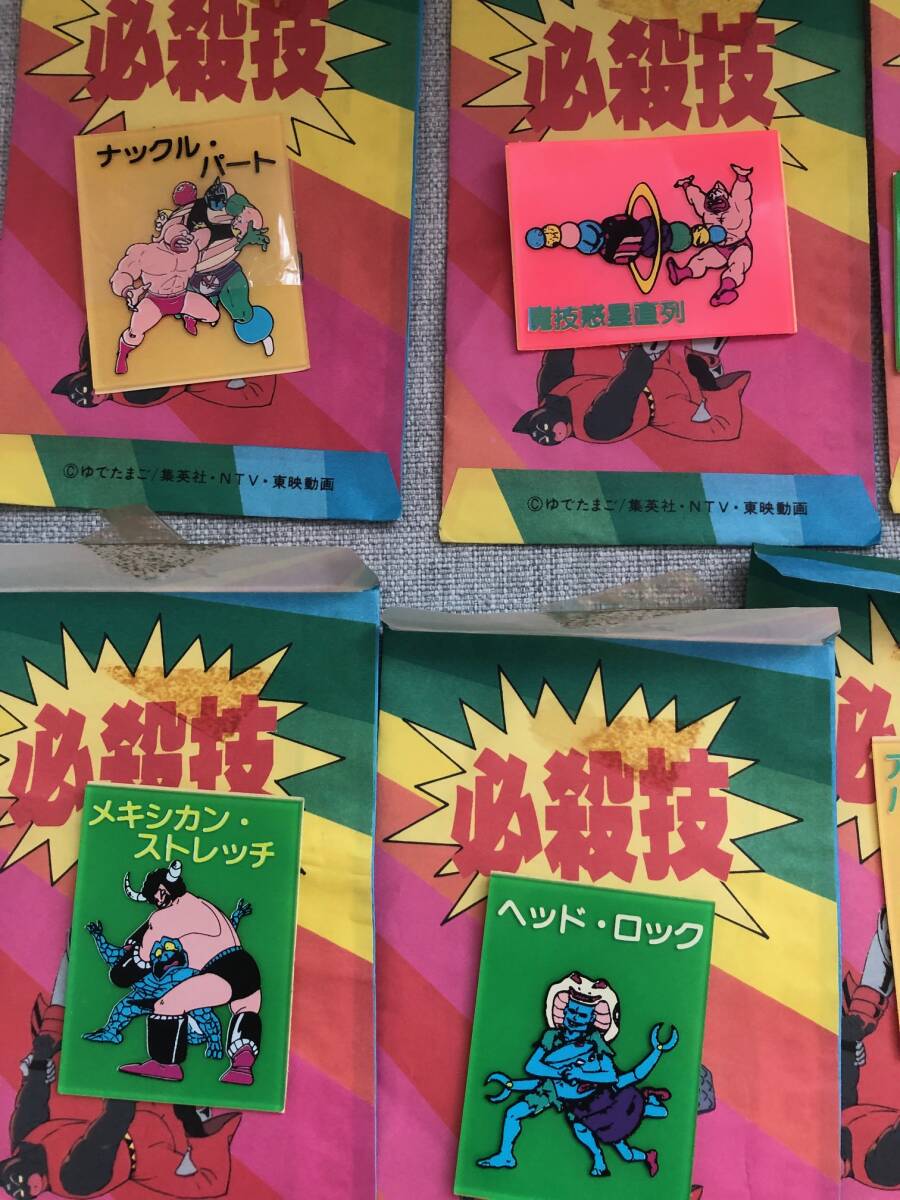 必殺技
ナックル・
パート
©ゆでたまご/集英社・NTV・東映動画
必殺技
魔技惑星直列
©ゆでたまご/集英社・NTV・東映動画
必殺技
メキシカン・
ストレッチ
必殺技
ヘッド・ロック